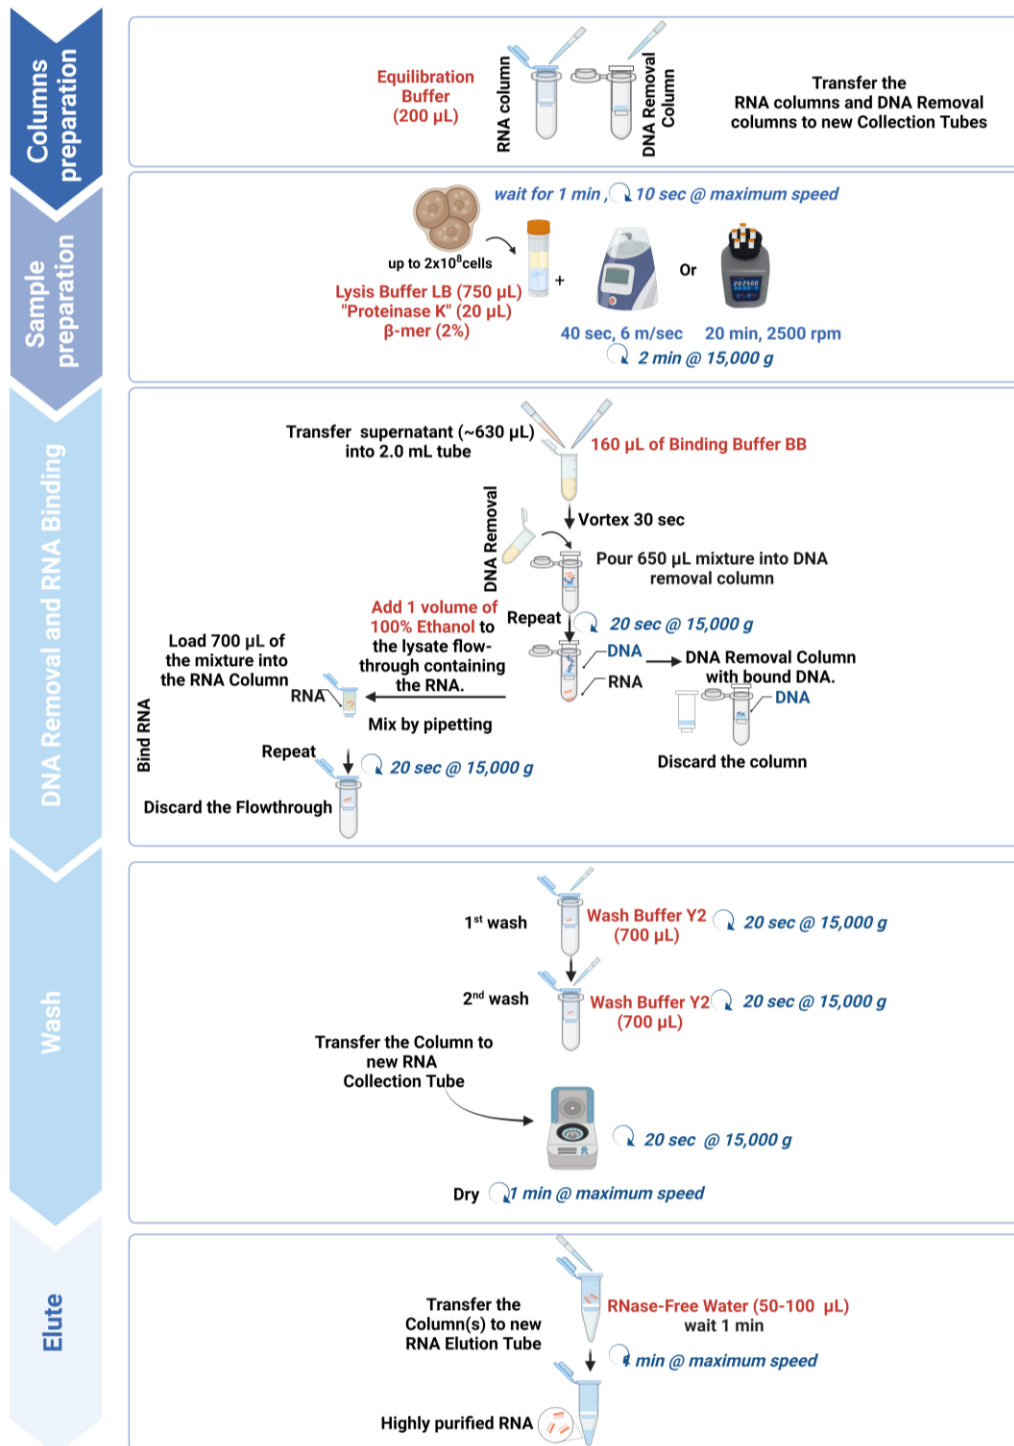 Columns
preparation
Equilibration
Buffer
(200 µL)
RNA column
DNA Removal
Column
Transfer the
RNA columns and DNA Removal
columns to new Collection Tubes
Sample
preparation
wait for 1 min , 10 sec @ maximum speed
up to 2x10⁸cells
Lysis Buffer LB (750 µL)
"Proteinase K" (20 µL)
β-mer (2%)
+
Or
40 sec, 6 m/sec
20 min, 2500 rpm
2 min @ 15,000 g
DNA Removal and RNA Binding
Transfer supernatant (~630 µL)
into 2.0 mL tube
160 µL of Binding Buffer BB
Vortex 30 sec
DNA Removal
Pour 650 µL mixture into DNA
removal column
Repeat
20 sec @ 15,000 g
DNA
RNA
DNA Removal Column
with bound DNA.
DNA
Discard the column
Add 1 volume of
100% Ethanol to
the lysate flow-
through containing
the RNA.
Mix by pipetting
Load 700 µL of
the mixture into
the RNA Column
RNA
Bind RNA
Repeat
20 sec @ 15,000 g
Discard the Flowthrough
Wash
1st wash
Wash Buffer Y2
(700 µL)
20 sec @ 15,000 g
2nd wash
Wash Buffer Y2
(700 µL)
20 sec @ 15,000 g
Transfer the Column to
new RNA
Collection Tube
20 sec @ 15,000 g
Dry
1 min @ maximum speed
Elute
Transfer the
Column(s) to new
RNA Elution Tube
RNase-Free Water (50-100 µL)
wait 1 min
min @ maximum speed
Highly purified RNA